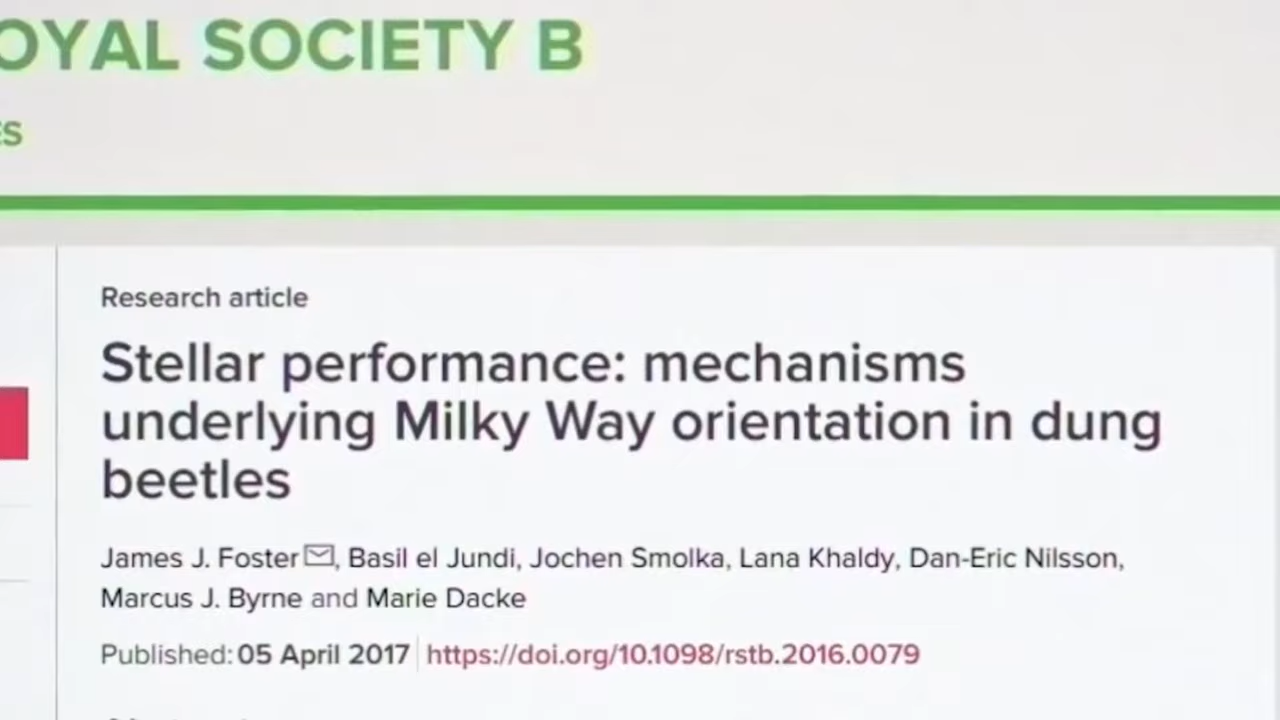 OYAL SOCIETY B
ES
Research article
Stellar performance: mechanisms
underlying Milky Way orientation in dung
beetles
James J. Foster, Basil el Jundi, Jochen Smolka, Lana Khaldy, Dan-Eric Nilsson,
Marcus J. Byrne and Marie Dacke
Published: 05 April 2017 https://doi.org/10.1098/rstb.2016.0079